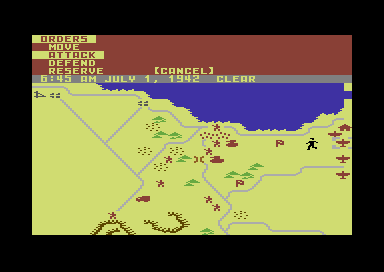 ORDERS
MOVE
ATTACK
DEFEND
RESERVE [CANCEL]
6:45 AM JULY 1, 1942 CLEAR